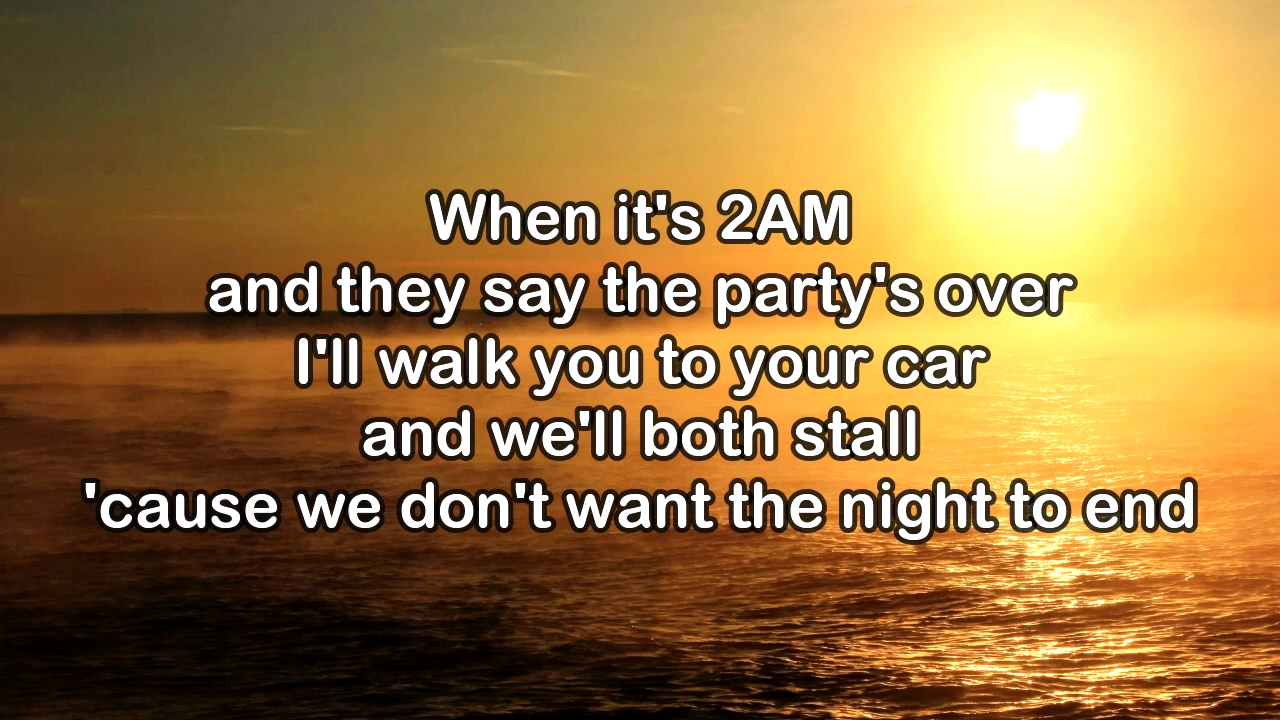 When it's 2AM
and they say the party's over
I'll walk you to your car
and we'll both stall
'cause we don't want the night to end